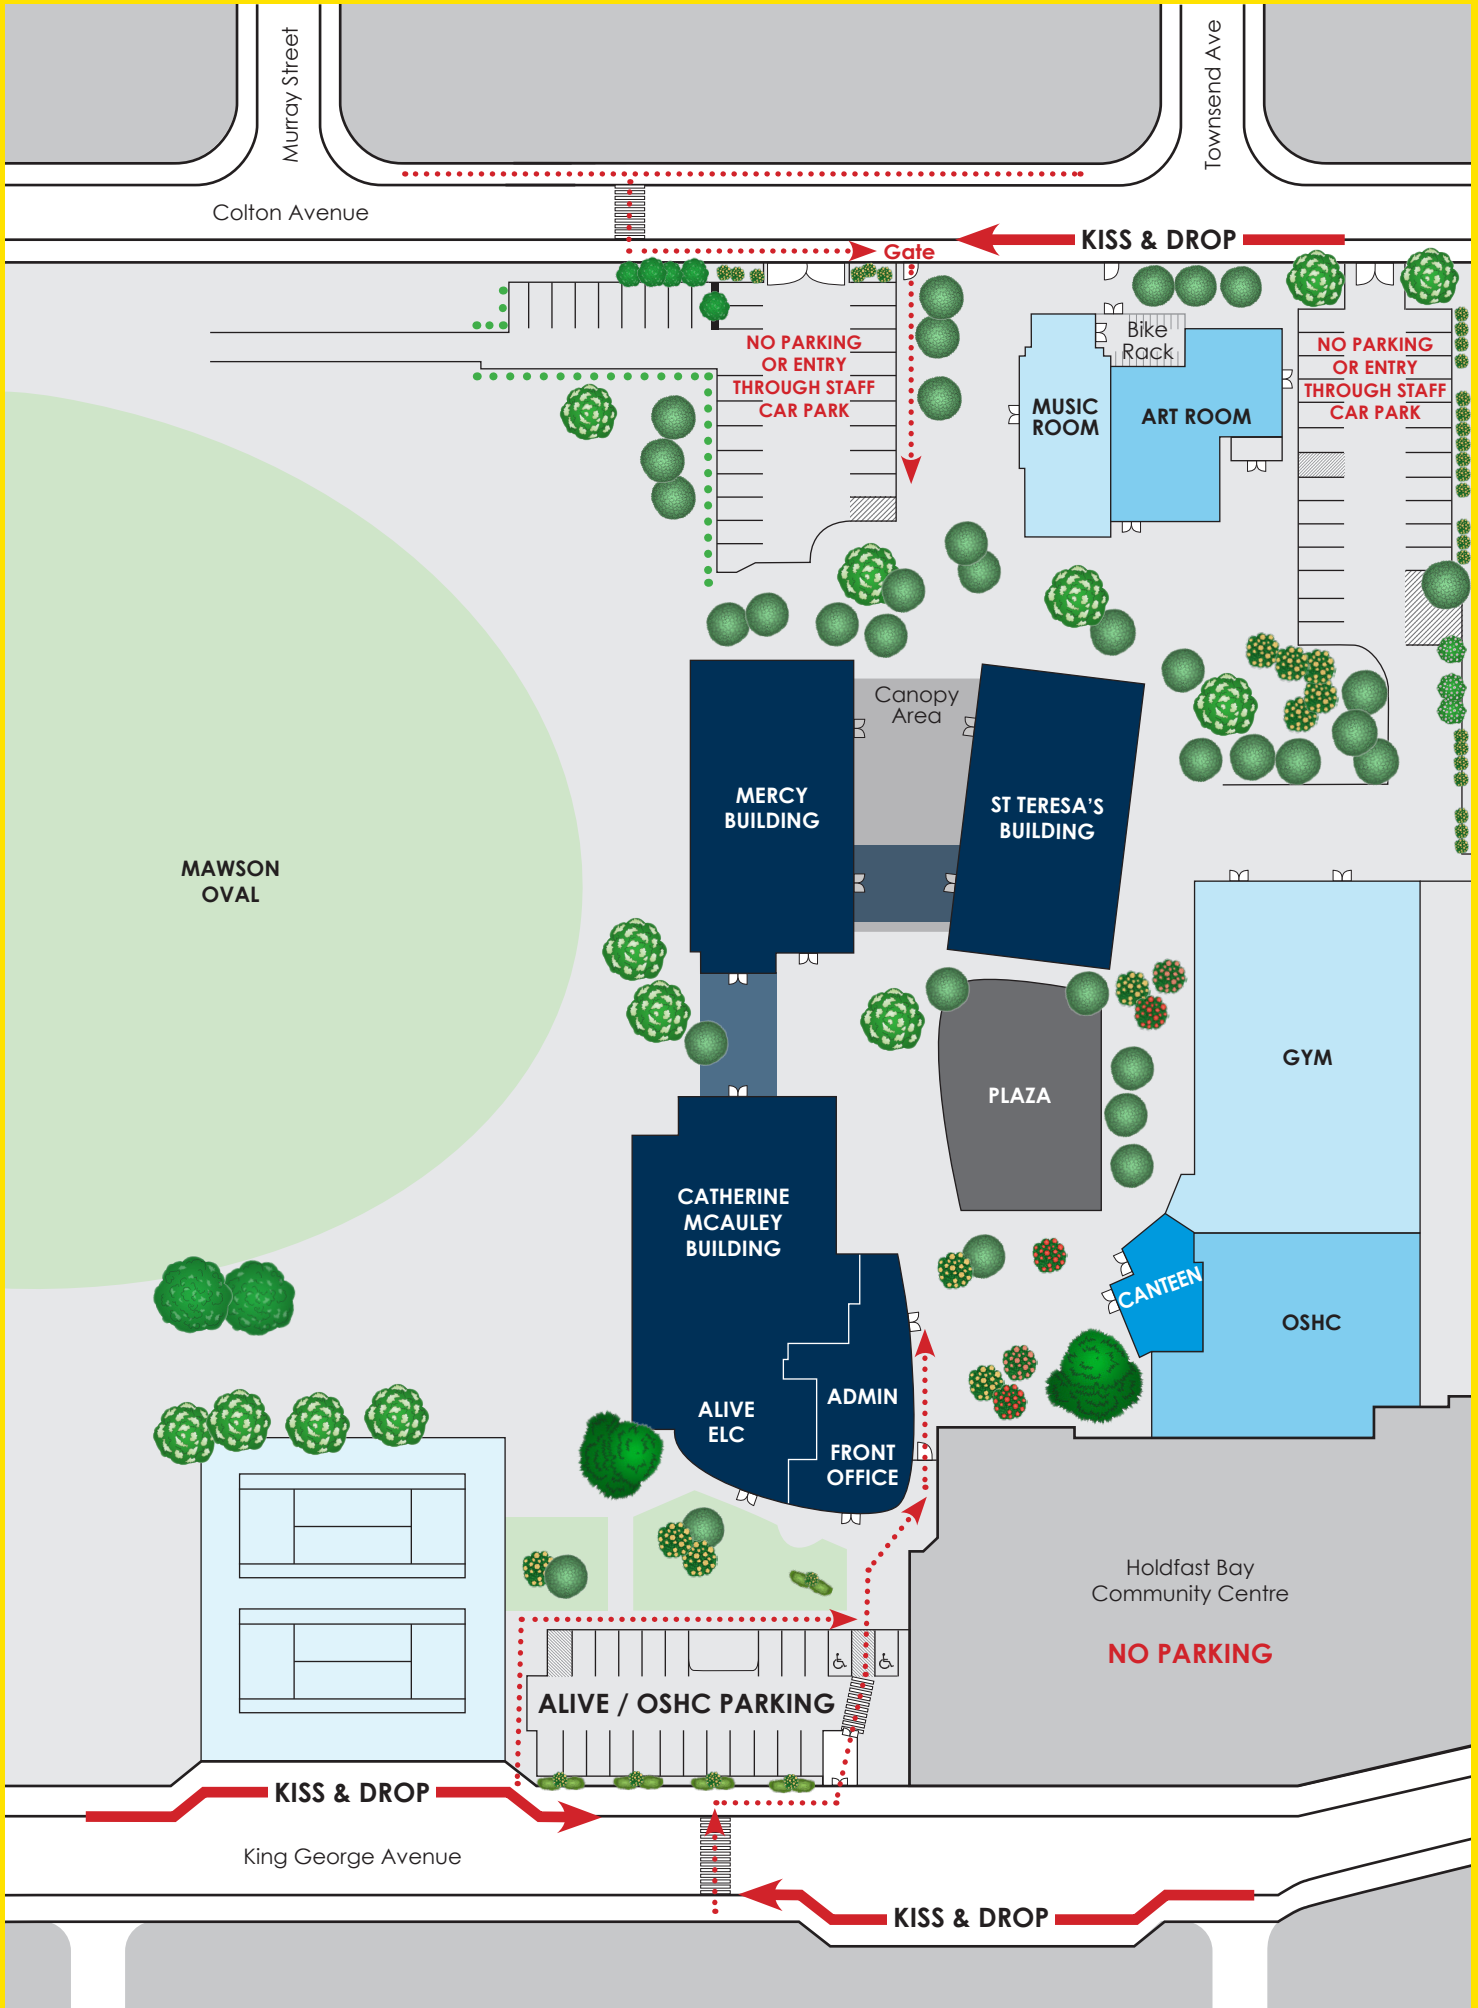 Murray Street
Townsend Ave
Colton Avenue
KISS & DROP
Gate
NO PARKING
OR ENTRY
THROUGH STAFF
CAR PARK
Bike
Rack
NO PARKING
OR ENTRY
THROUGH STAFF
CAR PARK
MUSIC
ROOM
ART ROOM
Canopy
Area
MERCY
BUILDING
ST TERESA'S
BUILDING
MAWSON
OVAL
GYM
PLAZA
CATHERINE
MCAULEY
BUILDING
CANTEEN
OSHC
ADMIN
ALIVE
ELC
FRONT
OFFICE
Holdfast Bay
Community Centre
NO PARKING
ALIVE / OSHC PARKING
KISS & DROP
King George Avenue
KISS & DROP